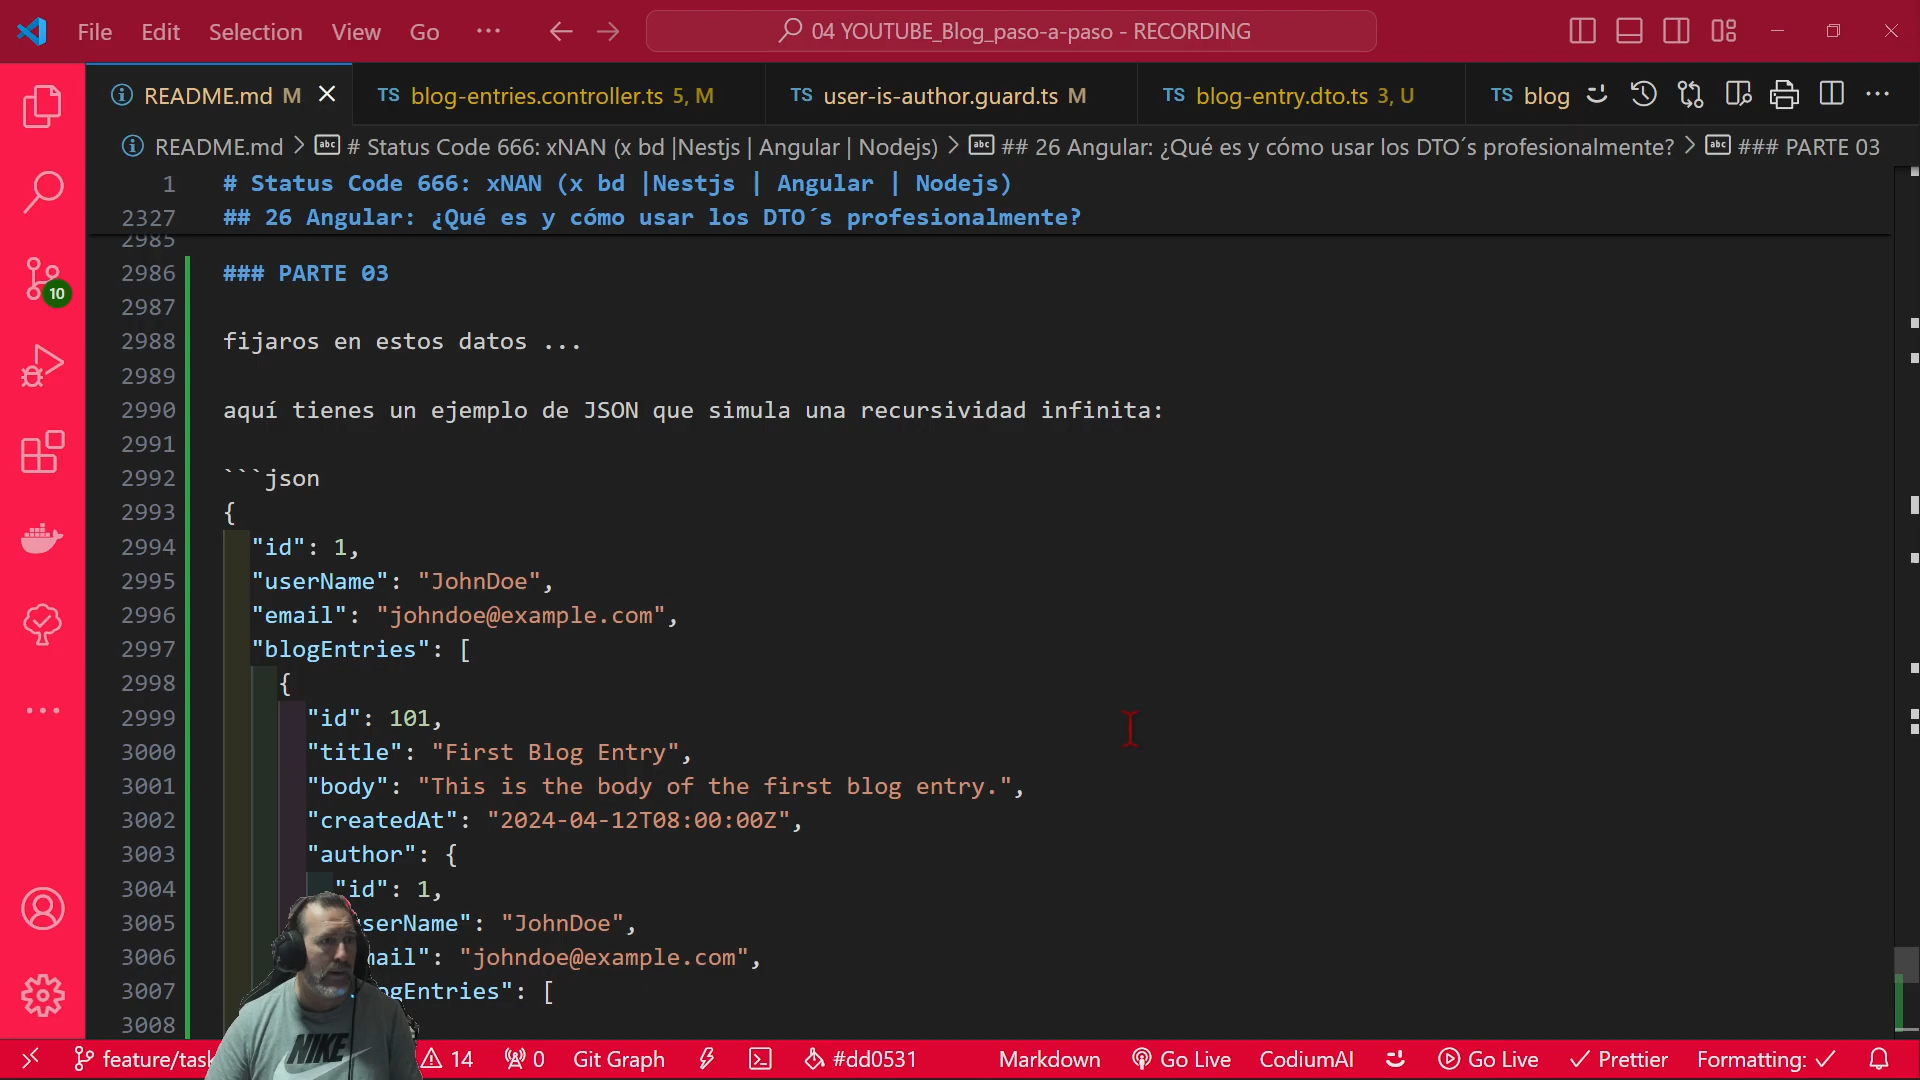 File Edit Selection View Go ··· 04 YOUTUBE_Blog_paso-a-paso - RECORDING
README.md M TS blog-entries.controller.ts 5, M TS user-is-author.guard.ts M TS blog-entry.dto.ts 3, U TS blog
README.md > # Status Code 666: xNAN (x bd |Nestjs | Angular | Nodejs) > ## 26 Angular: ¿Qué es y cómo usar los DTO´s profesionalmente? > ### PARTE 03
1 # Status Code 666: xNAN (x bd |Nestjs | Angular | Nodejs)
2327 ## 26 Angular: ¿Qué es y cómo usar los DTO´s profesionalmente?
2985
2986 ### PARTE 03
2987
2988 fijaros en estos datos ...
2989
2990 aquí tienes un ejemplo de JSON que simula una recursividad infinita:
2991
2992 ```json
2993 {
2994 "id": 1,
2995 "userName": "JohnDoe",
2996 "email": "johndoe@example.com",
2997 "blogEntries": [
2998 {
2999 "id": 101,
3000 "title": "First Blog Entry",
3001 "body": "This is the body of the first blog entry.",
3002 "createdAt": "2024-04-12T08:00:00Z",
3003 "author": {
3004 "id": 1,
3005 serName": "JohnDoe",
3006 mail": "johndoe@example.com",
3007 ogEntries": [
3008
10
feature/task 14 0 Git Graph #dd0531 Markdown Go Live CodiumAI Go Live Prettier Formatting:
NIKE